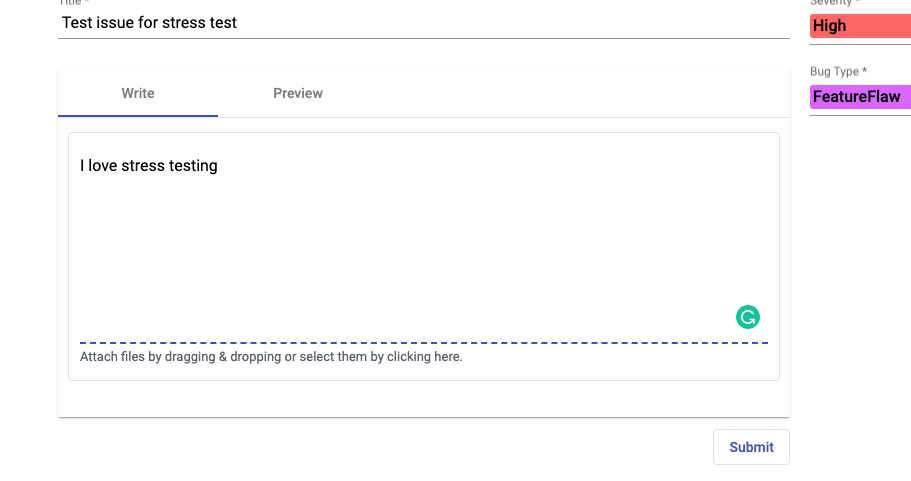 Title *
Test issue for stress test
Severity *
High
Bug Type *
FeatureFlaw
Write
Preview
I love stress testing
Attach files by dragging & dropping or select them by clicking here.
Submit